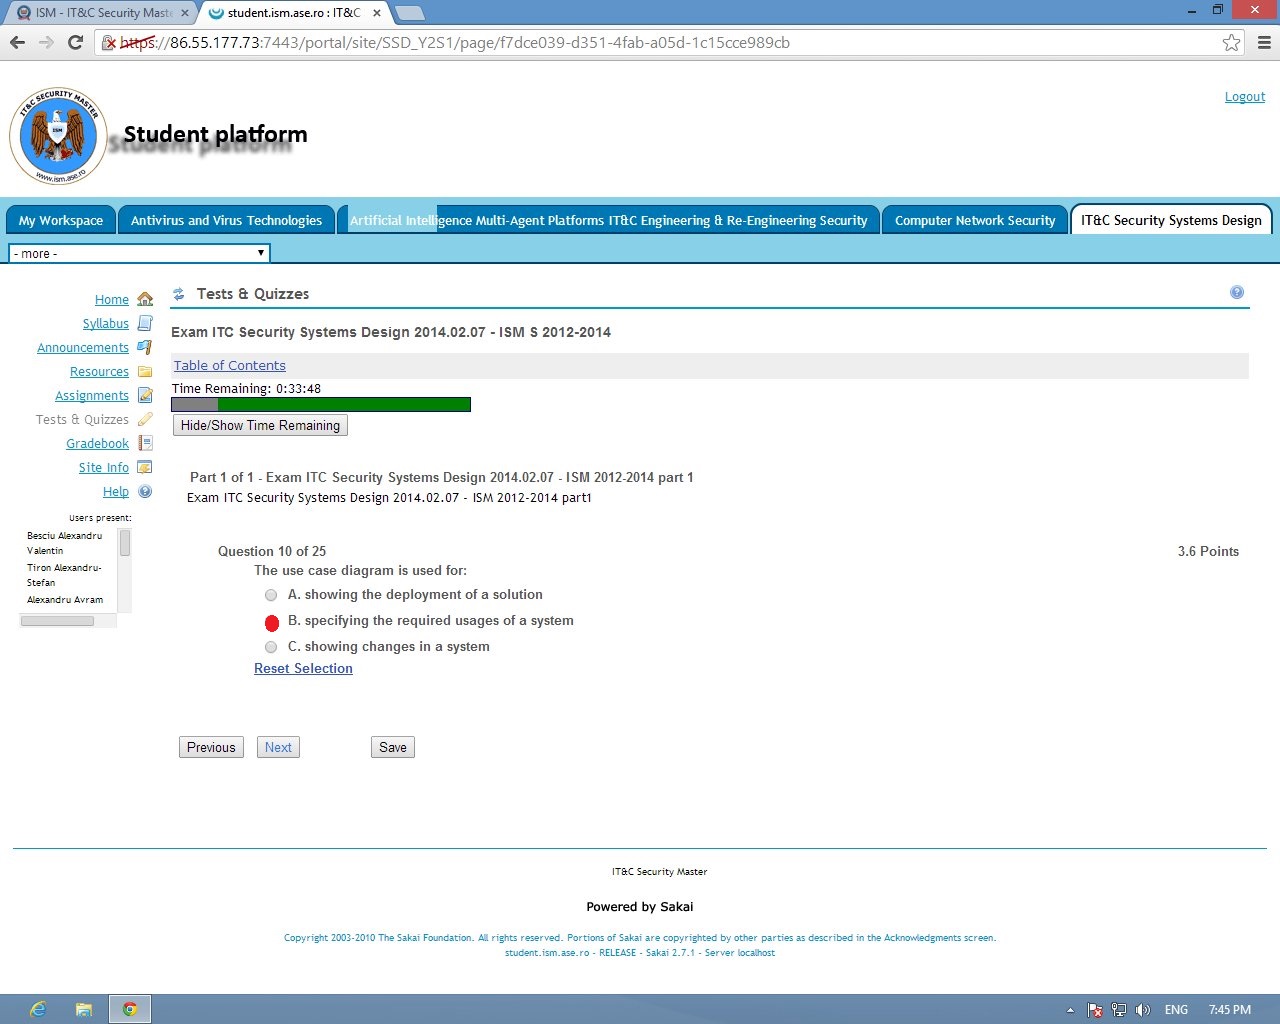 ISM - IT&C Security Maste
student.ism.ase.ro : IT&C
https://86.55.177.73:7443/portal/site/SSD_Y2S1/page/f7dce039-d351-4fab-a05d-1c15cce989cb
Logout
IT&C SECURITY MASTER
ISM
www.ism.ase.ro
Student platform
My Workspace
Antivirus and Virus Technologies
Artificial Intelligence Multi-Agent Platforms IT&C Engineering & Re-Engineering Security
Computer Network Security
IT&C Security Systems Design
- more -
Home
Syllabus
Announcements
Resources
Assignments
Tests & Quizzes
Gradebook
Site Info
Help
Users present:
Besciu Alexandru
Valentin
Tiron Alexandru-
Stefan
Alexandru Avram
Tests & Quizzes
Exam ITC Security Systems Design 2014.02.07 - ISM S 2012-2014
Table of Contents
Time Remaining: 0:33:48
Hide/Show Time Remaining
Part 1 of 1 - Exam ITC Security Systems Design 2014.02.07 - ISM 2012-2014 part 1
Exam ITC Security Systems Design 2014.02.07 - ISM 2012-2014 part1
Question 10 of 25
3.6 Points
The use case diagram is used for:
A. showing the deployment of a solution
B. specifying the required usages of a system
C. showing changes in a system
Reset Selection
Previous
Next
Save
IT&C Security Master
Powered by Sakai
Copyright 2003-2010 The Sakai Foundation. All rights reserved. Portions of Sakai are copyrighted by other parties as described in the Acknowledgments screen.
student.ism.ase.ro - RELEASE - Sakai 2.7.1 - Server localhost
ENG
7:45 PM